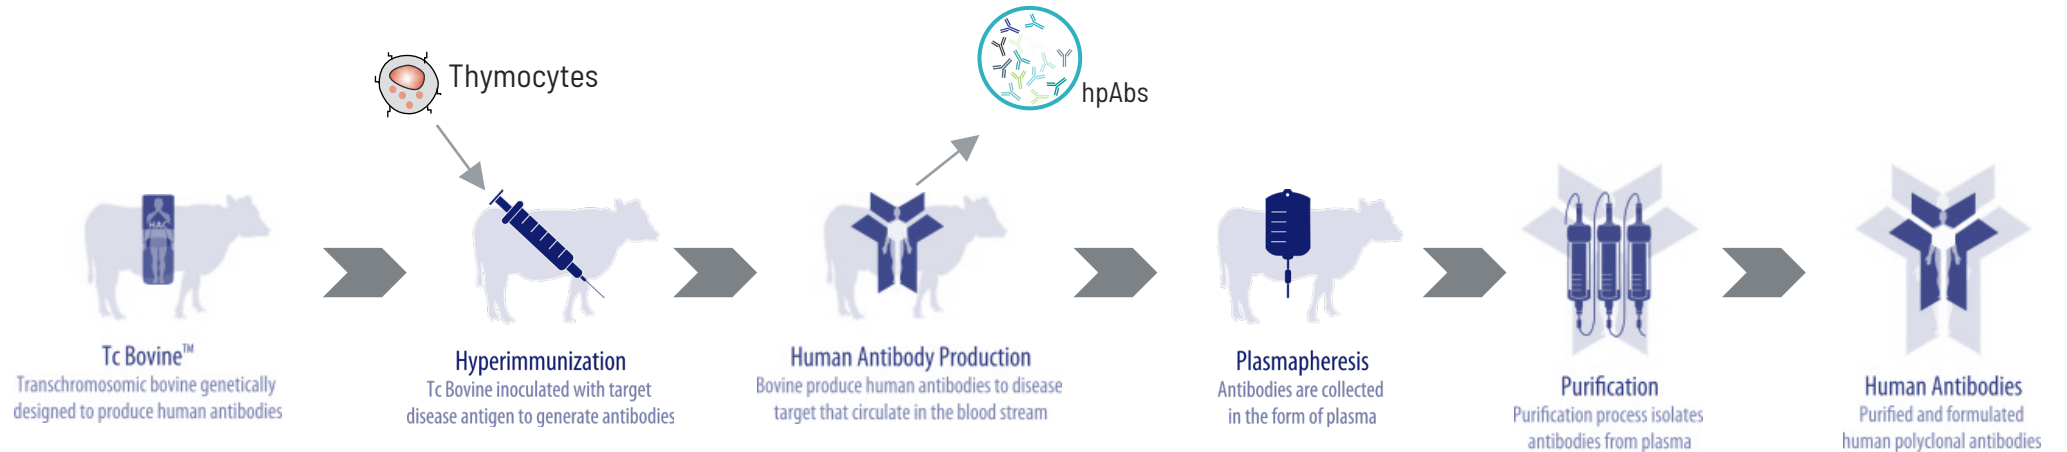 Thymocytes
hpAbs
HAC
Tc Bovine™
Transchromosomic bovine genetically
designed to produce human antibodies
Hyperimmunization
Tc Bovine inoculated with target
disease antigen to generate antibodies
Human Antibody Production
Bovine produce human antibodies to disease
target that circulate in the blood stream
Plasmapheresis
Antibodies are collected
in the form of plasma
Purification
Purification process isolates
antibodies from plasma
Human Antibodies
Purified and formulated
human polyclonal antibodies